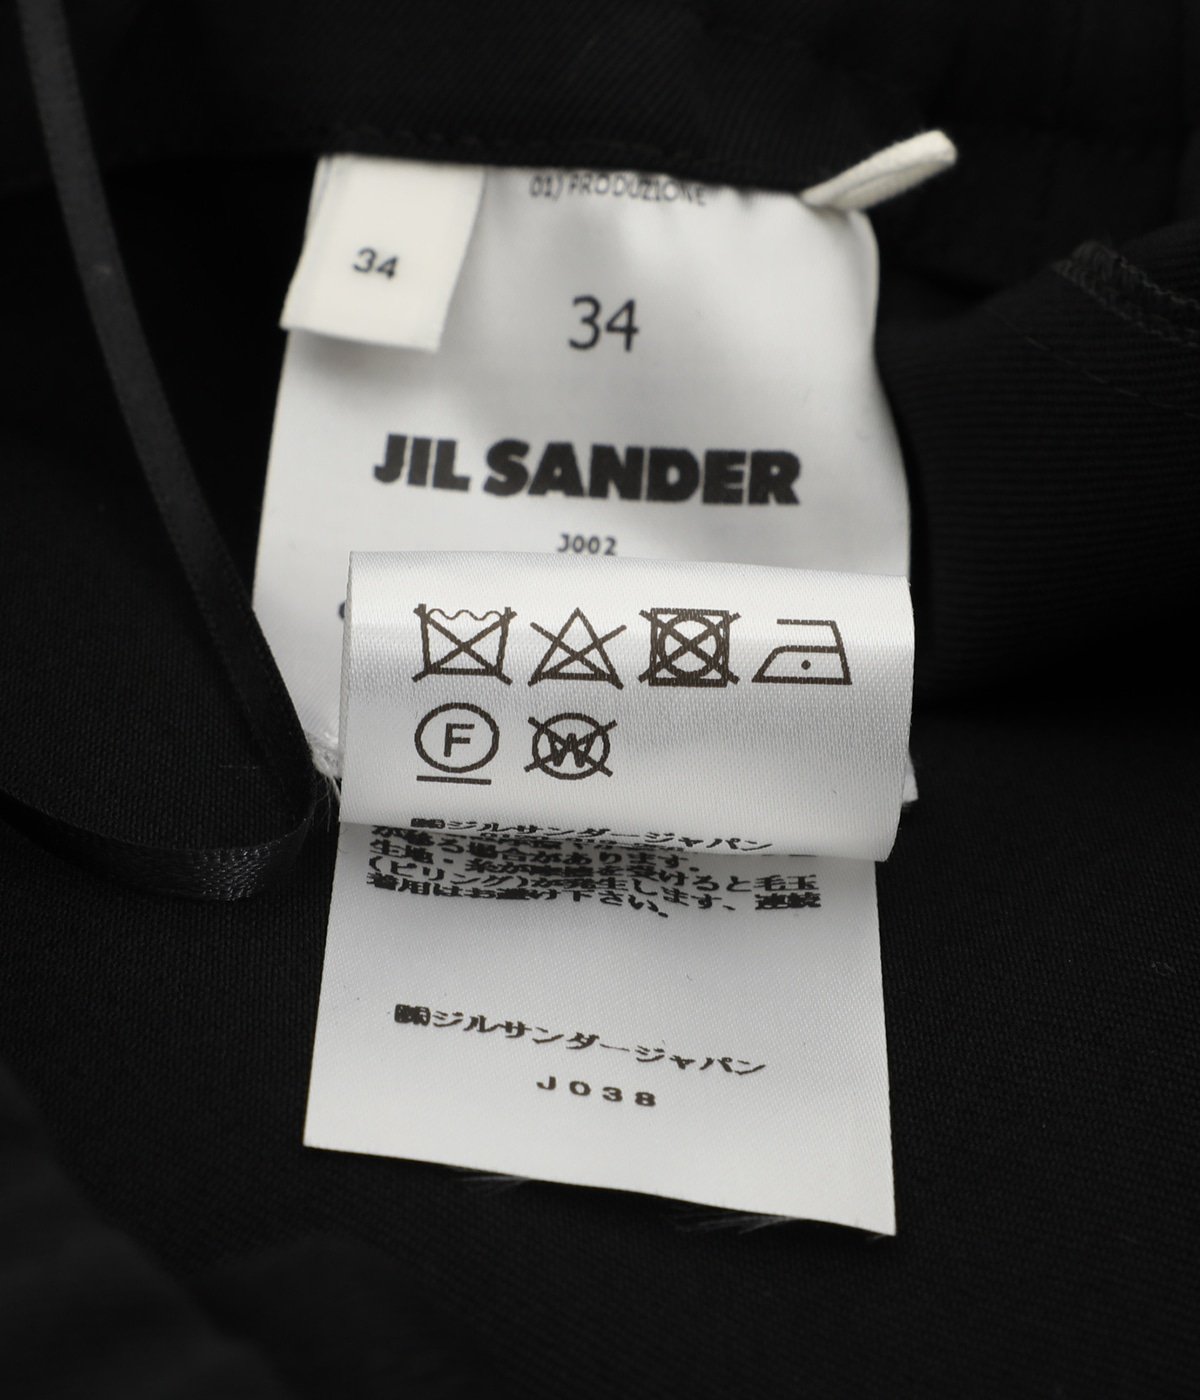 01) PRODUZIONE
34
34
JIL SANDER
J002
F
W
㈱ジルサンダージャパン
生地・糸が摩擦を受けると毛玉
(ピリング)が発生します、連続
着用はお避け下さい。
㈱ジルサンダージャパン
J038